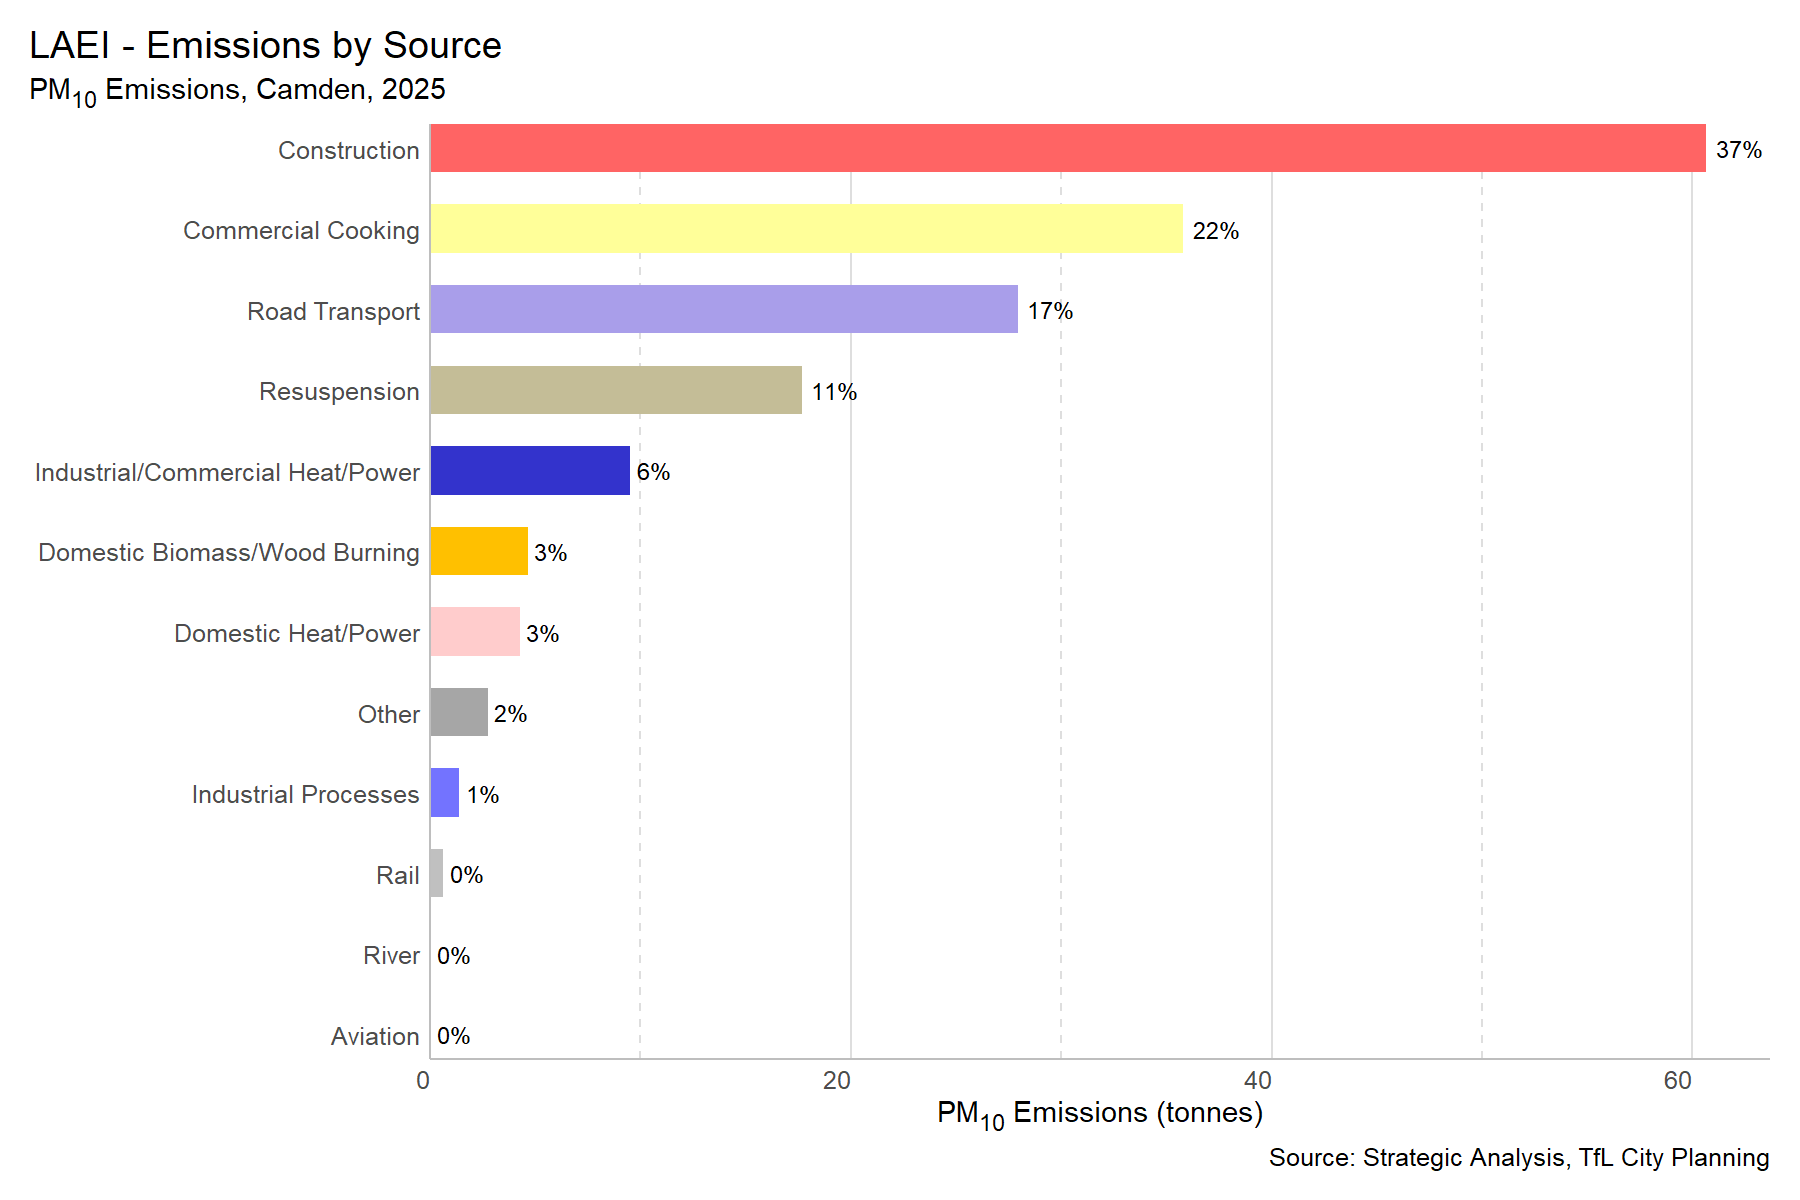 LAEI - Emissions by Source
PM10 Emissions, Camden, 2025
Construction 37%
Commercial Cooking 22%
Road Transport 17%
Resuspension 11%
Industrial/Commercial Heat/Power 6%
Domestic Biomass/Wood Burning 3%
Domestic Heat/Power 3%
Other 2%
Industrial Processes 1%
Rail 0%
River 0%
Aviation 0%
0 20 40 60
PM10 Emissions (tonnes)
Source: Strategic Analysis, TfL City Planning